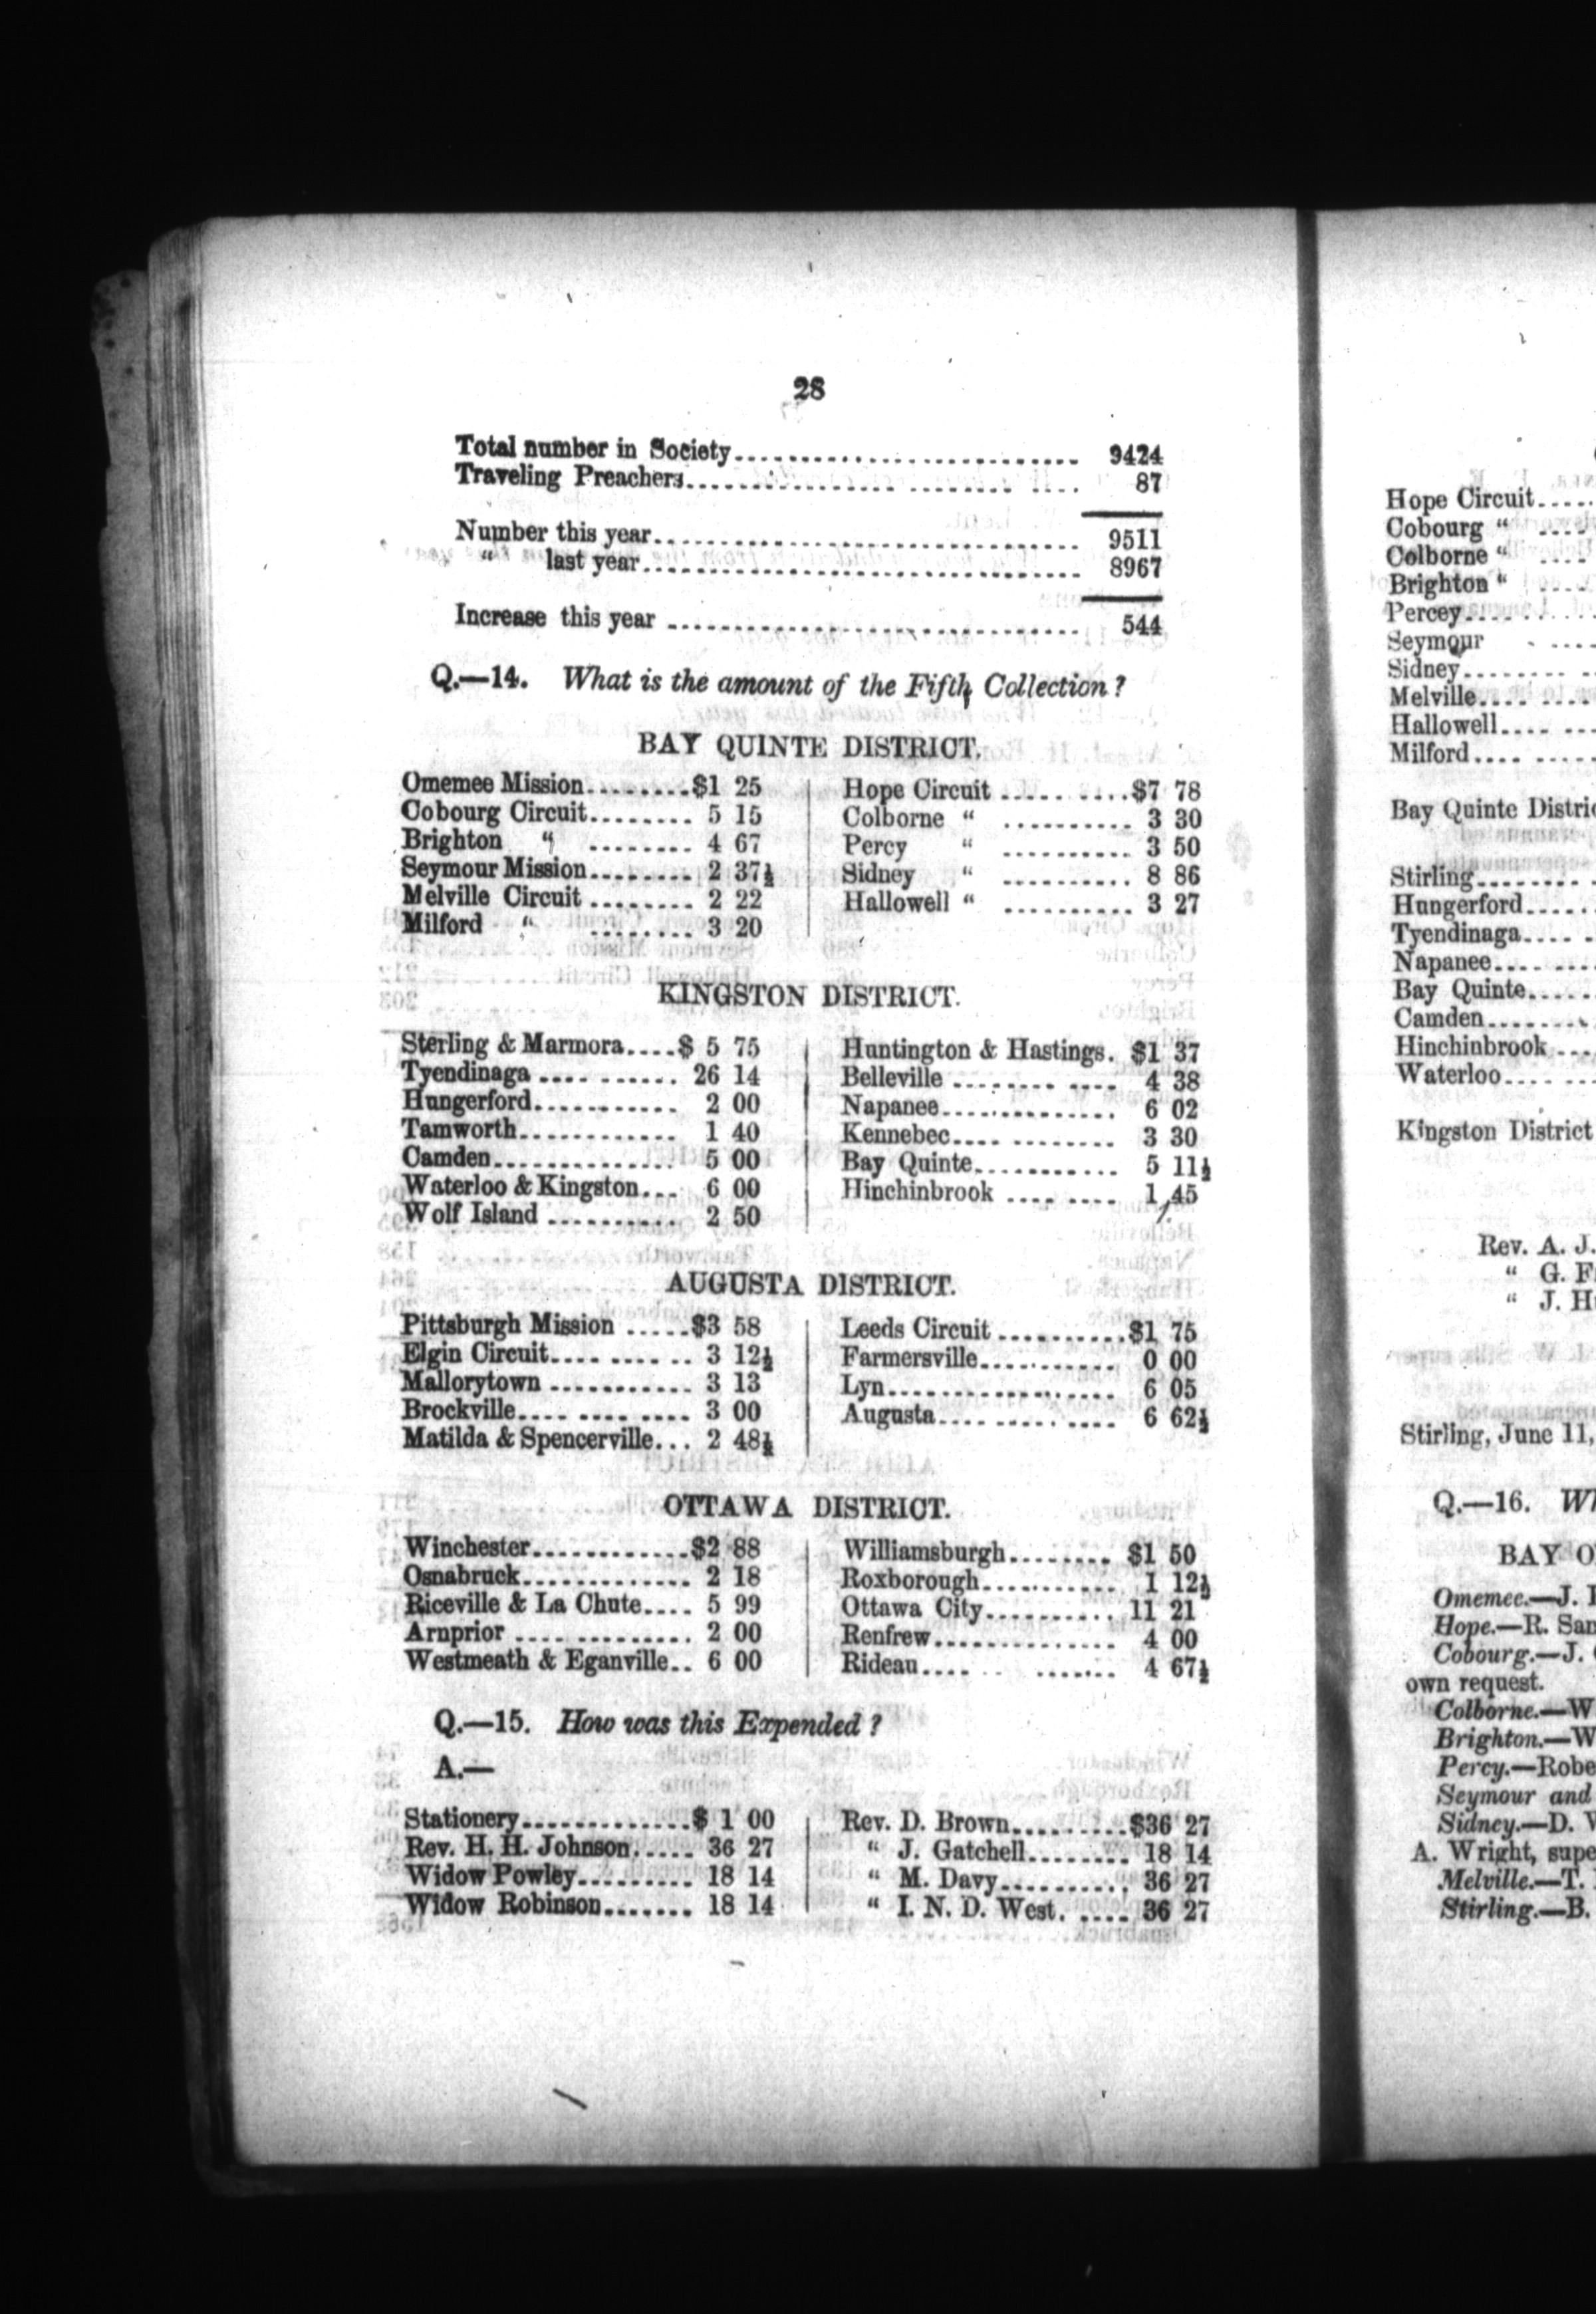 28
Total number in Society.......................... 9424
Traveling Preachers.............................. 87
Number this year................................. 9511
" last year................................. 8967
Increase this year ................................ 544
Q.—14. What is the amount of the Fifth Collection?
BAY QUINTE DISTRICT.
Omemee Mission........$1 25
Cobourg Circuit........ 5 15
Brighton " ........ 4 67
Seymour Mission........ 2 37½
Melville Circuit ........ 2 22
Milford " ........ 3 20
Hope Circuit ..........$7 78
Colborne " .......... 3 30
Percy " .......... 3 50
Sidney " .......... 8 86
Hallowell " .......... 3 27
KINGSTON DISTRICT.
Sterling & Marmora....$ 5 75
Tyendinaga .... ....... 26 14
Hungerford........... 2 00
Tamworth............ 1 40
Camden.............. 5 00
Waterloo & Kingston... 6 00
Wolf Island .......... 2 50
Huntington & Hastings. $1 37
Belleville ........ .... 4 38
Napanee.............. 6 02
Kennebec.... ........ 3 30
Bay Quinte........... 5 11½
Hinchinbrook .... .... 1 45
AUGUSTA DISTRICT.
Pittsburgh Mission .....$3 58
Elgin Circuit.... ...... 3 12½
Mallorytown ........... 3 13
Brockville.... .... .... 3 00
Matilda & Spencerville... 2 48½
Leeds Circuit ..........$1 75
Farmersville........... 0 00
Lyn.................. 6 05
Augusta.... ..... .... 6 62½
OTTAWA DISTRICT.
Winchester............$2 88
Osnabruck............. 2 18
Riceville & La Chute.... 5 99
Arnprior .... ......... 2 00
Westmeath & Eganville.. 6 00
Williamsburgh........ $1 50
Roxborough........... 1 12½
Ottawa City.......... 11 21
Renfrew.............. 4 00
Rideau.... ....... 4 67½
Q.—15. How was this Expended?
A.—
Stationery.............$ 1 00
Rev. H. H. Johnson..... 36 27
Widow Powley......... 18 14
Widow Robinson....... 18 14
Rev. D. Brown.........$36 27
" J. Gatchell........ 18 14
" M. Davy.......... 36 27
" I. N. D. West. .... 36 27
Hope Circuit....
Cobourg " ....
Colborne " ....
Brighton " ....
Percey....
Seymour ....
Sidney........
Melville.... ....
Hallowell.... ...
Milford.... .....
Bay Quinte
Stirling........
Hungerford....
Tyendinaga....
Napanee.... ...
Bay Quinte....
Camden.......
Hinchinbrook ...
Waterloo.... ...
Kingston District
Rev. A. J.
" G.
" J.
Stirling, June 11,
Q.—16.
BAY
Omemee.—J.
Hope.—R.
Cobourg.—J.
own request.
Colborne.—W
Brighton.—W
Percy.—Robe
Seymour and
Sidney.—D.
A. Wright, supe
Melville.—T.
Stirling.—B.